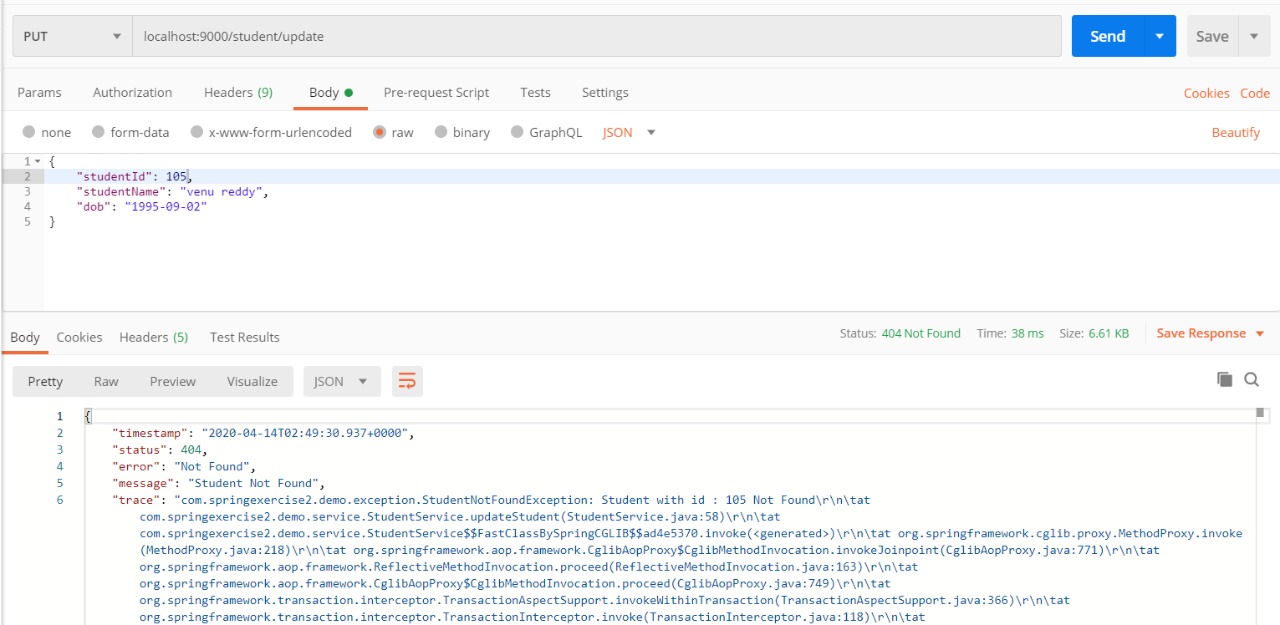 PUT localhost:9000/student/update Send Save
Params Authorization Headers (9) Body Pre-request Script Tests Settings Cookies Code
none form-data x-www-form-urlencoded raw binary GraphQL JSON Beautify
1 {
2 "studentId": 105,
3 "studentName": "venu reddy",
4 "dob": "1995-09-02"
5 }
Body Cookies Headers (5) Test Results Status: 404 Not Found Time: 38 ms Size: 6.61 KB Save Response
Pretty Raw Preview Visualize JSON
1 {
2 "timestamp": "2020-04-14T02:49:30.937+0000",
3 "status": 404,
4 "error": "Not Found",
5 "message": "Student Not Found",
6 "trace": "com.springexercise2.demo.exception.StudentNotFoundException: Student with id : 105 Not Found\r\n\tat
com.springexercise2.demo.service.StudentService.updateStudent(StudentService.java:58)\r\n\tat
com.springexercise2.demo.service.StudentService$$FastClassBySpringCGLIB$$ad4e5370.invoke(<generated>)\r\n\tat org.springframework.cglib.proxy.MethodProxy.invoke
(MethodProxy.java:218)\r\n\tat org.springframework.aop.framework.CglibAopProxy$CglibMethodInvocation.invokeJoinpoint(CglibAopProxy.java:771)\r\n\tat
org.springframework.aop.framework.ReflectiveMethodInvocation.proceed(ReflectiveMethodInvocation.java:163)\r\n\tat
org.springframework.aop.framework.CglibAopProxy$CglibMethodInvocation.proceed(CglibAopProxy.java:749)\r\n\tat
org.springframework.transaction.interceptor.TransactionAspectSupport.invokeWithinTransaction(TransactionAspectSupport.java:366)\r\n\tat
org.springframework.transaction.interceptor.TransactionInterceptor.invoke(TransactionInterceptor.java:118)\r\n\tat